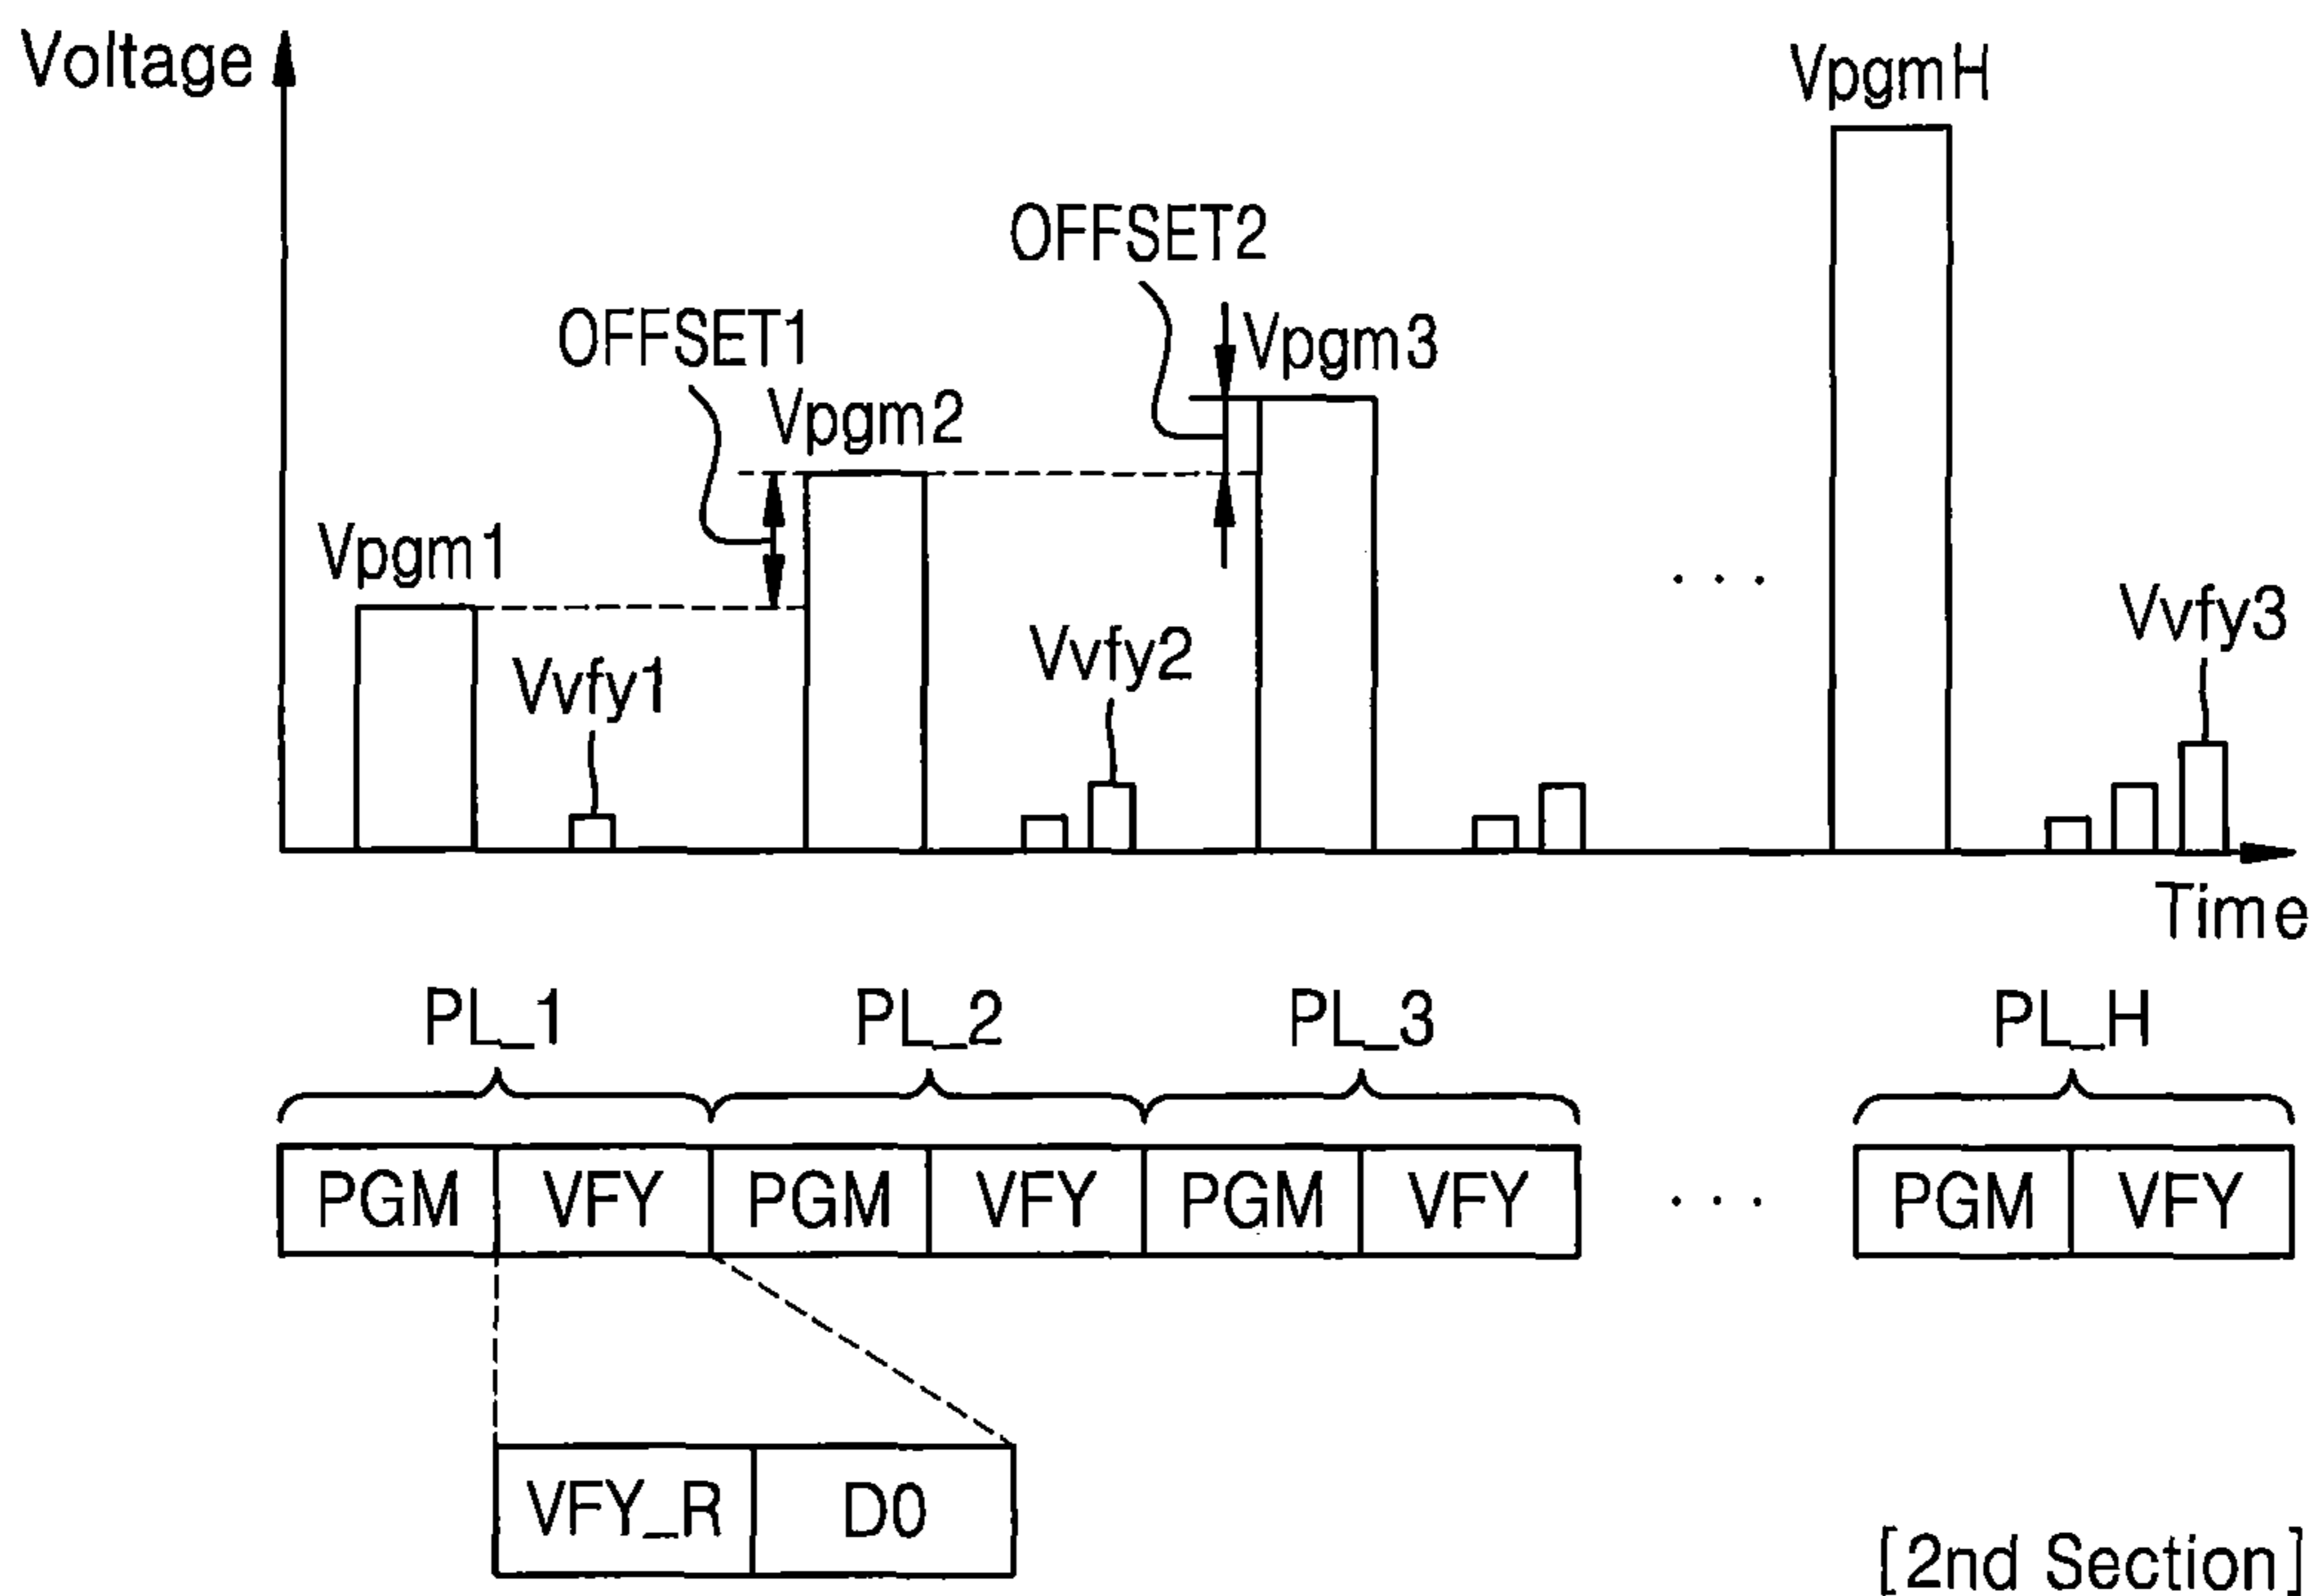 Voltage
VpgmH
OFFSET2
OFFSET1
Vpgm3
Vpgm2
Vpgm1
Vvfy1
Vvfy2
Vvfy3
. . .
Time
PL_1 PL_2 PL_3 PL_H
PGM VFY PGM VFY PGM VFY . . . PGM VFY
VFY_R D0
[2nd Section]